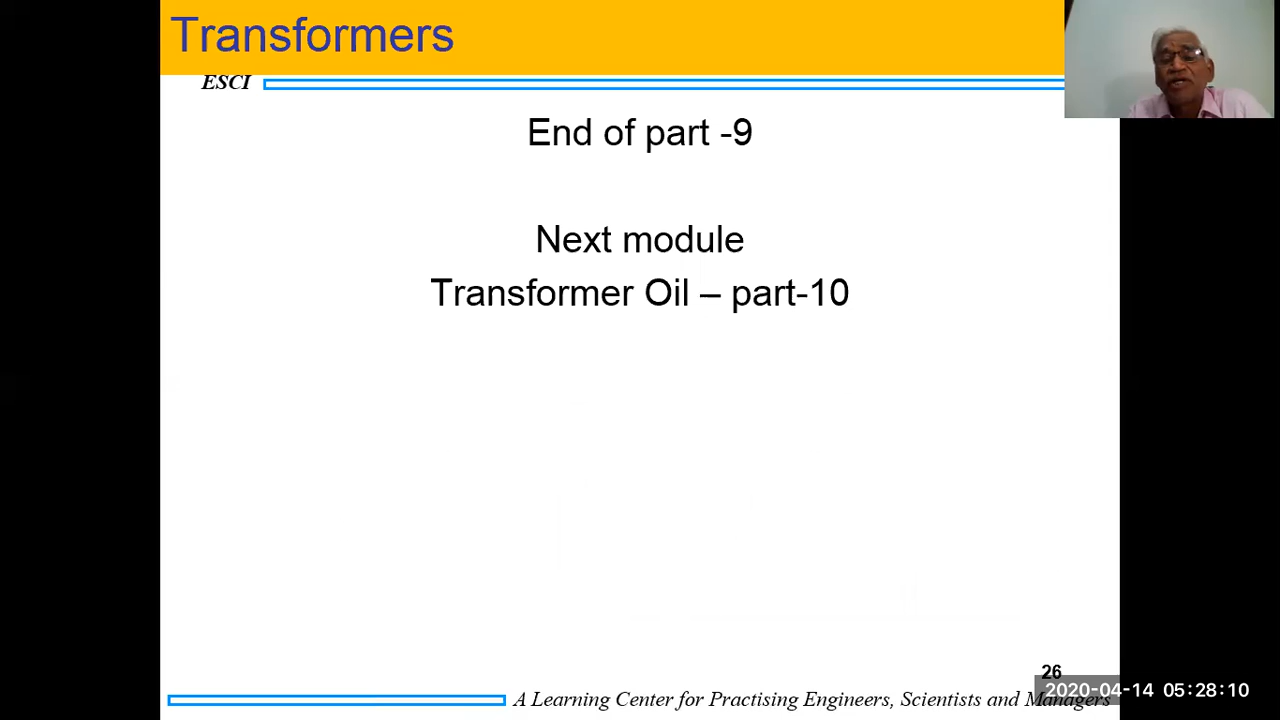 Transformers
ESCI
End of part -9
Next module
Transformer Oil – part-10
26
A Learning Center for Practising Engineers, Scientists and Managers
2020-04-14 05:28:10